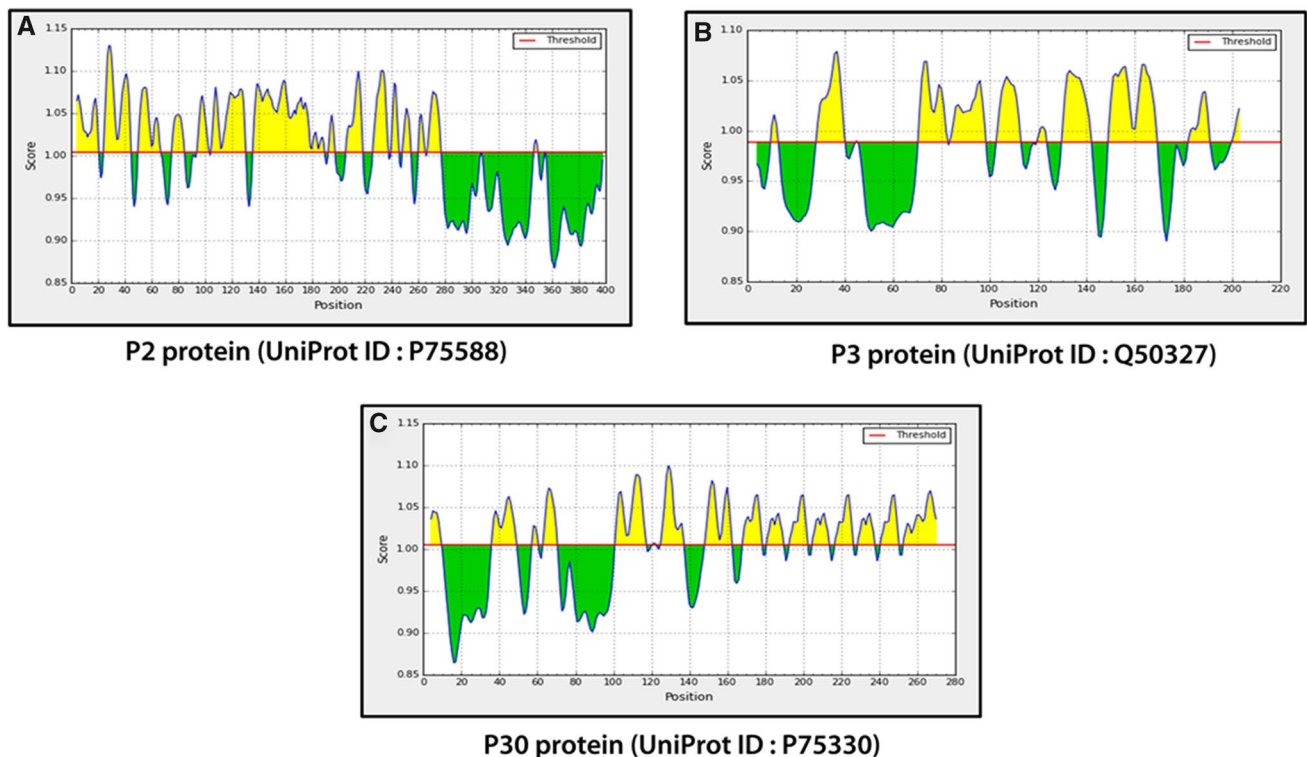 A
1.15
1.10
1.05
1.00
0.95
0.90
0.85
Score
Threshold
0 20 40 60 80 100 120 140 160 180 200 220 240 260 280 300 320 340 360 380 400
Position
P2 protein (UniProt ID : P75588)
B
1.10
1.05
1.00
0.95
0.90
0.85
Score
Threshold
0 20 40 60 80 100 120 140 160 180 200 220
Position
P3 protein (UniProt ID : Q50327)
C
1.15
1.10
1.05
1.00
0.95
0.90
0.85
Score
Threshold
0 20 40 60 80 100 120 140 160 180 200 220 240 260 280
Position
P30 protein (UniProt ID : P75330)